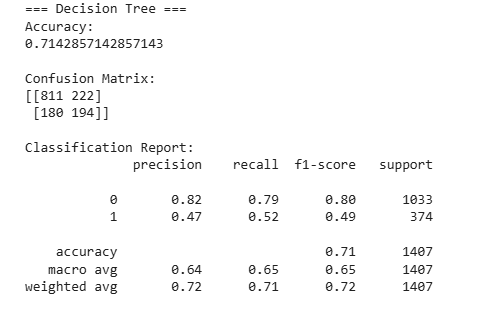 === Decision Tree ===
Accuracy:
0.7142857142857143
Confusion Matrix:
[[811 222]
[180 194]]
Classification Report:
precision recall f1-score support
0 0.82 0.79 0.80 1033
1 0.47 0.52 0.49 374
accuracy 0.71 1407
macro avg 0.64 0.65 0.65 1407
weighted avg 0.72 0.71 0.72 1407